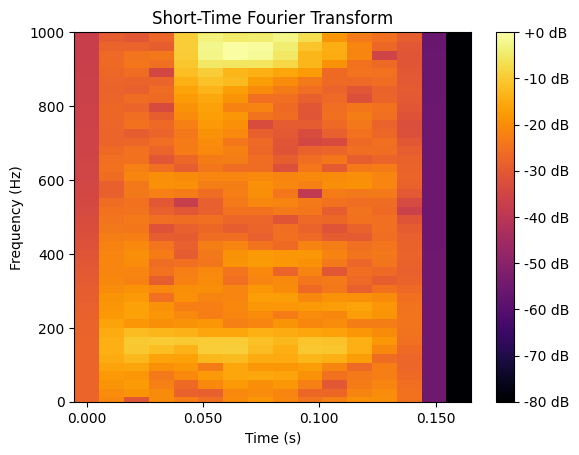 Short-Time Fourier Transform
1000
800
600
400
200
0
Frequency (Hz)
0.000
0.050
0.100
0.150
Time (s)
+0 dB
-10 dB
-20 dB
-30 dB
-40 dB
-50 dB
-60 dB
-70 dB
-80 dB